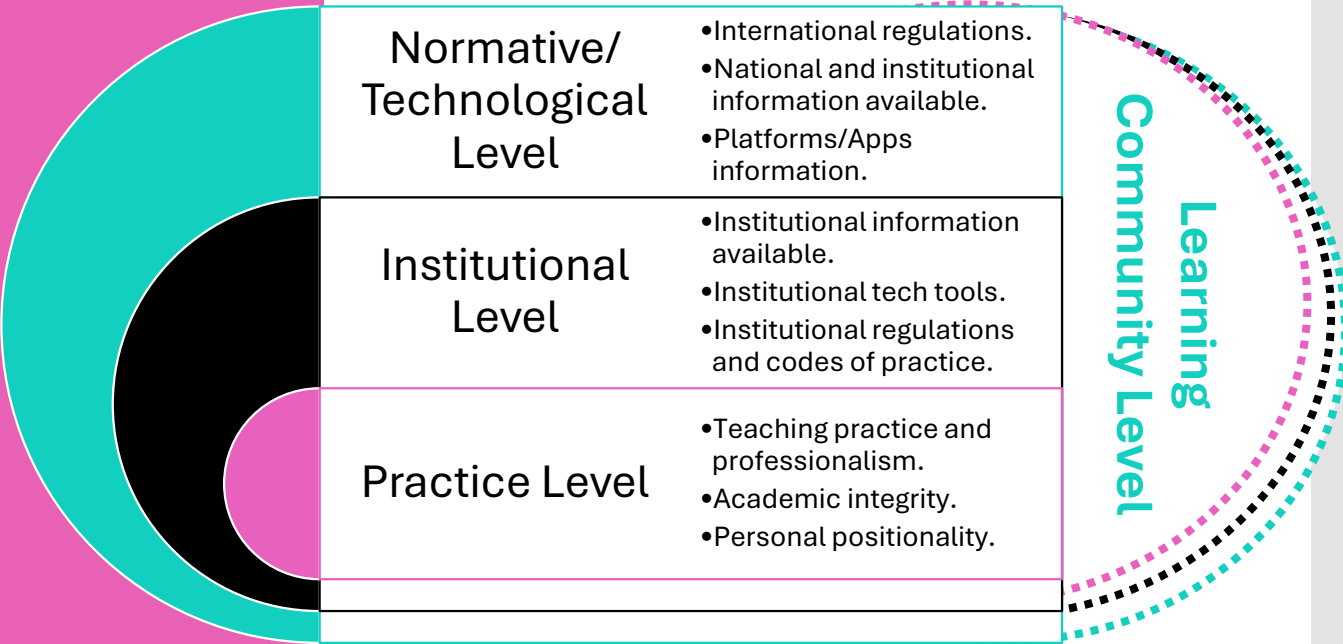 Normative/
Technological
Level
•International regulations.
•National and institutional
information available.
•Platforms/Apps
information.
Institutional
Level
•Institutional information
available.
•Institutional tech tools.
•Institutional regulations
and codes of practice.
Practice Level
•Teaching practice and
professionalism.
•Academic integrity.
•Personal positionality.
Learning
Community Level